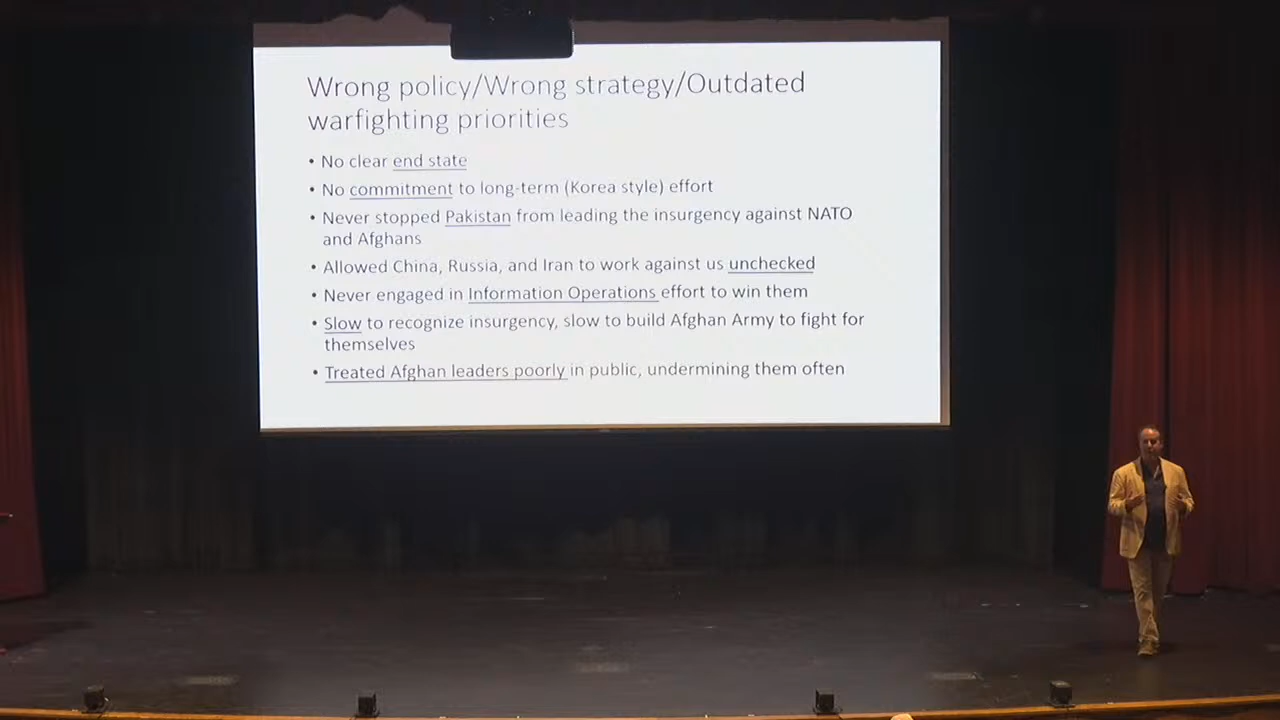 Wrong policy/Wrong strategy/Outdated
warfighting priorities
• No clear end state
• No commitment to long-term (Korea style) effort
• Never stopped Pakistan from leading the insurgency against NATO
and Afghans
• Allowed China, Russia, and Iran to work against us unchecked
• Never engaged in Information Operations effort to win them
• Slow to recognize insurgency, slow to build Afghan Army to fight for
themselves
• Treated Afghan leaders poorly in public, undermining them often